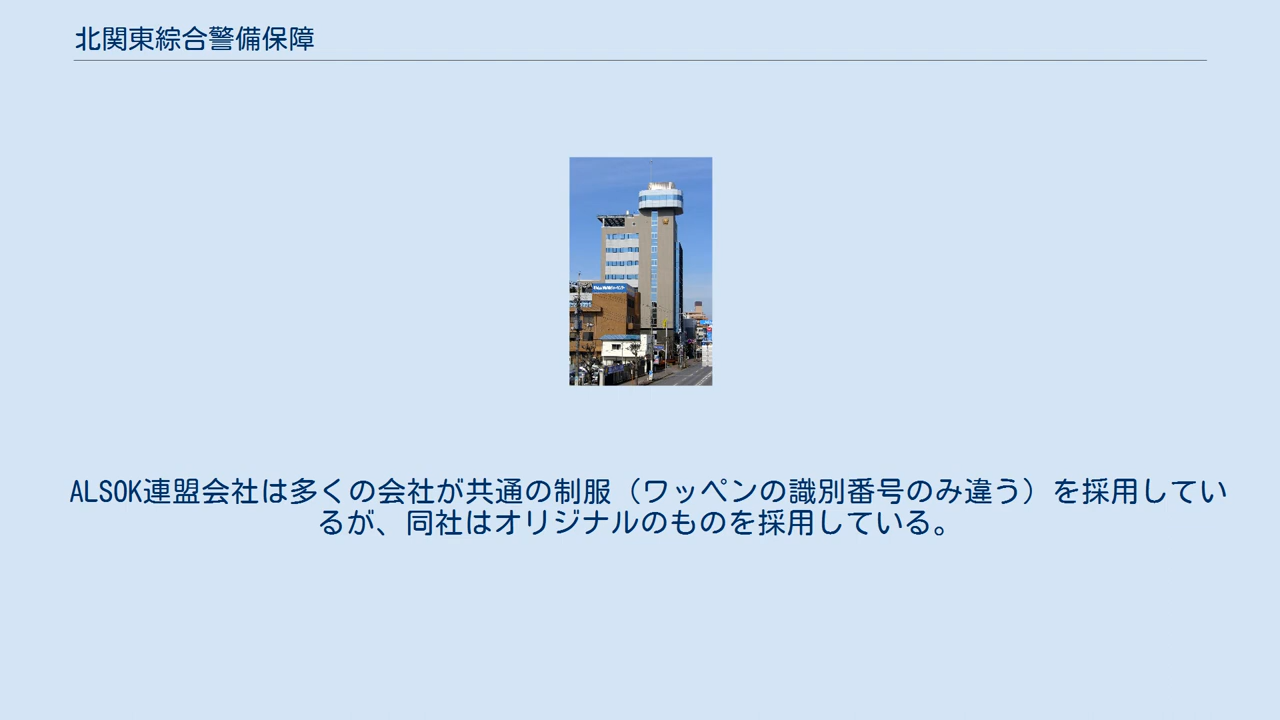 北関東綜合警備保障
ALSOK連盟会社は多くの会社が共通の制服（ワッペンの識別番号のみ違う）を採用してい
るが、同社はオリジナルのものを採用している。